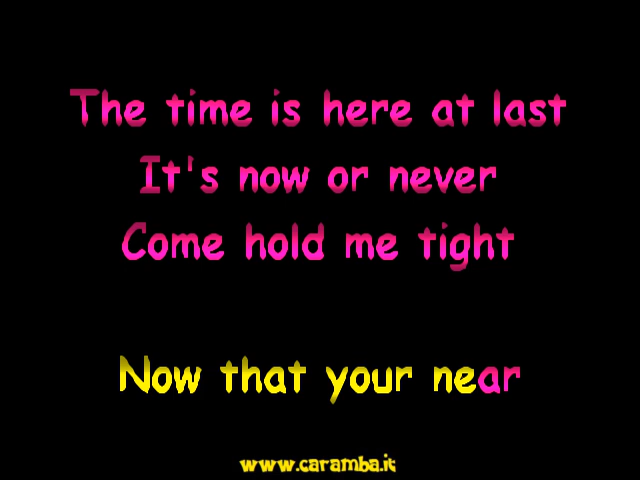 The time is here at last
It's now or never
Come hold me tight
Now that your near
www.caramba.it